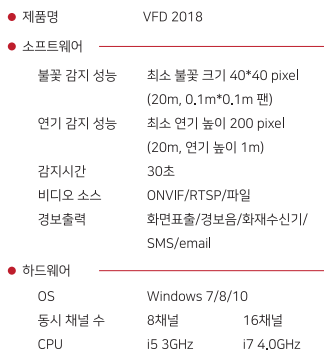 제품명 VFD 2018
소프트웨어
불꽃 감지 성능 최소 불꽃 크기 40*40 pixel
(20m, 0.1m*0.1m 팬)
연기 감지 성능 최소 연기 높이 200 pixel
(20m, 연기 높이 1m)
감지시간 30초
비디오 소스 ONVIF/RTSP/파일
경보출력 화면표출/경보음/화재수신기/
SMS/email
하드웨어
OS Windows 7/8/10
동시 채널 수 8채널 16채널
CPU i5 3GHz i7 4.0GHz